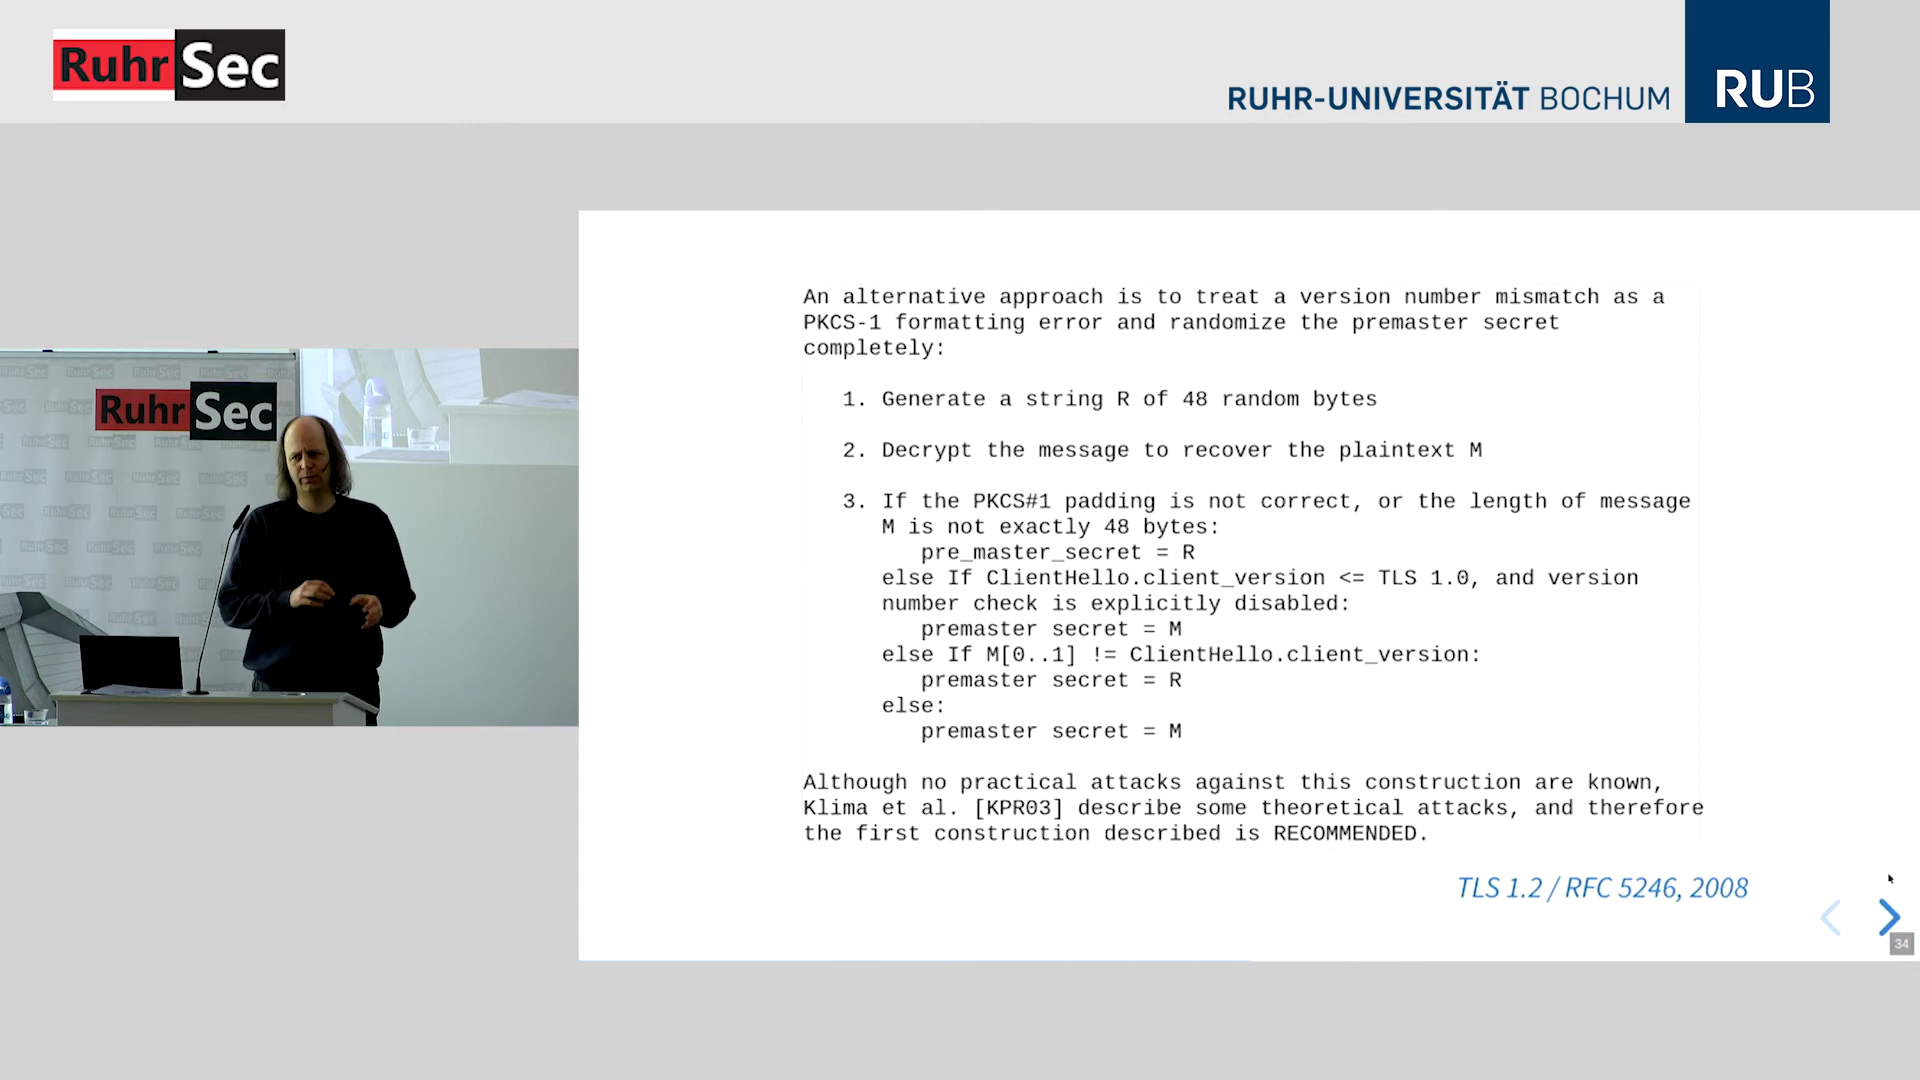 RuhrSec
RUHR-UNIVERSITÄT BOCHUM
RUB
An alternative approach is to treat a version number mismatch as a
PKCS-1 formatting error and randomize the premaster secret
completely:
1. Generate a string R of 48 random bytes
2. Decrypt the message to recover the plaintext M
3. If the PKCS#1 padding is not correct, or the length of message
M is not exactly 48 bytes:
pre_master_secret = R
else If ClientHello.client_version <= TLS 1.0, and version
number check is explicitly disabled:
premaster secret = M
else If M[0..1] != ClientHello.client_version:
premaster secret = R
else:
premaster secret = M
Although no practical attacks against this construction are known,
Klima et al. [KPR03] describe some theoretical attacks, and therefore
the first construction described is RECOMMENDED.
TLS 1.2 / RFC 5246, 2008
34
RuhrSec